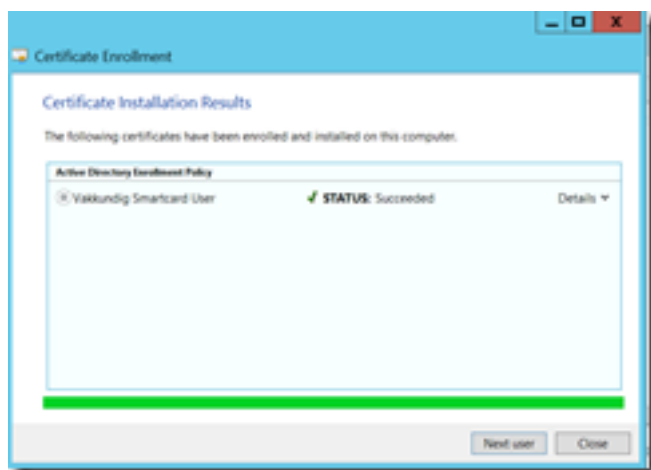 Certificate Enrollment
Certificate Installation Results
The following certificates have been enrolled and installed on this computer.
Active Directory Enrollment Policy
Vakkundig Smartcard User STATUS: Succeeded Details
Next user Close